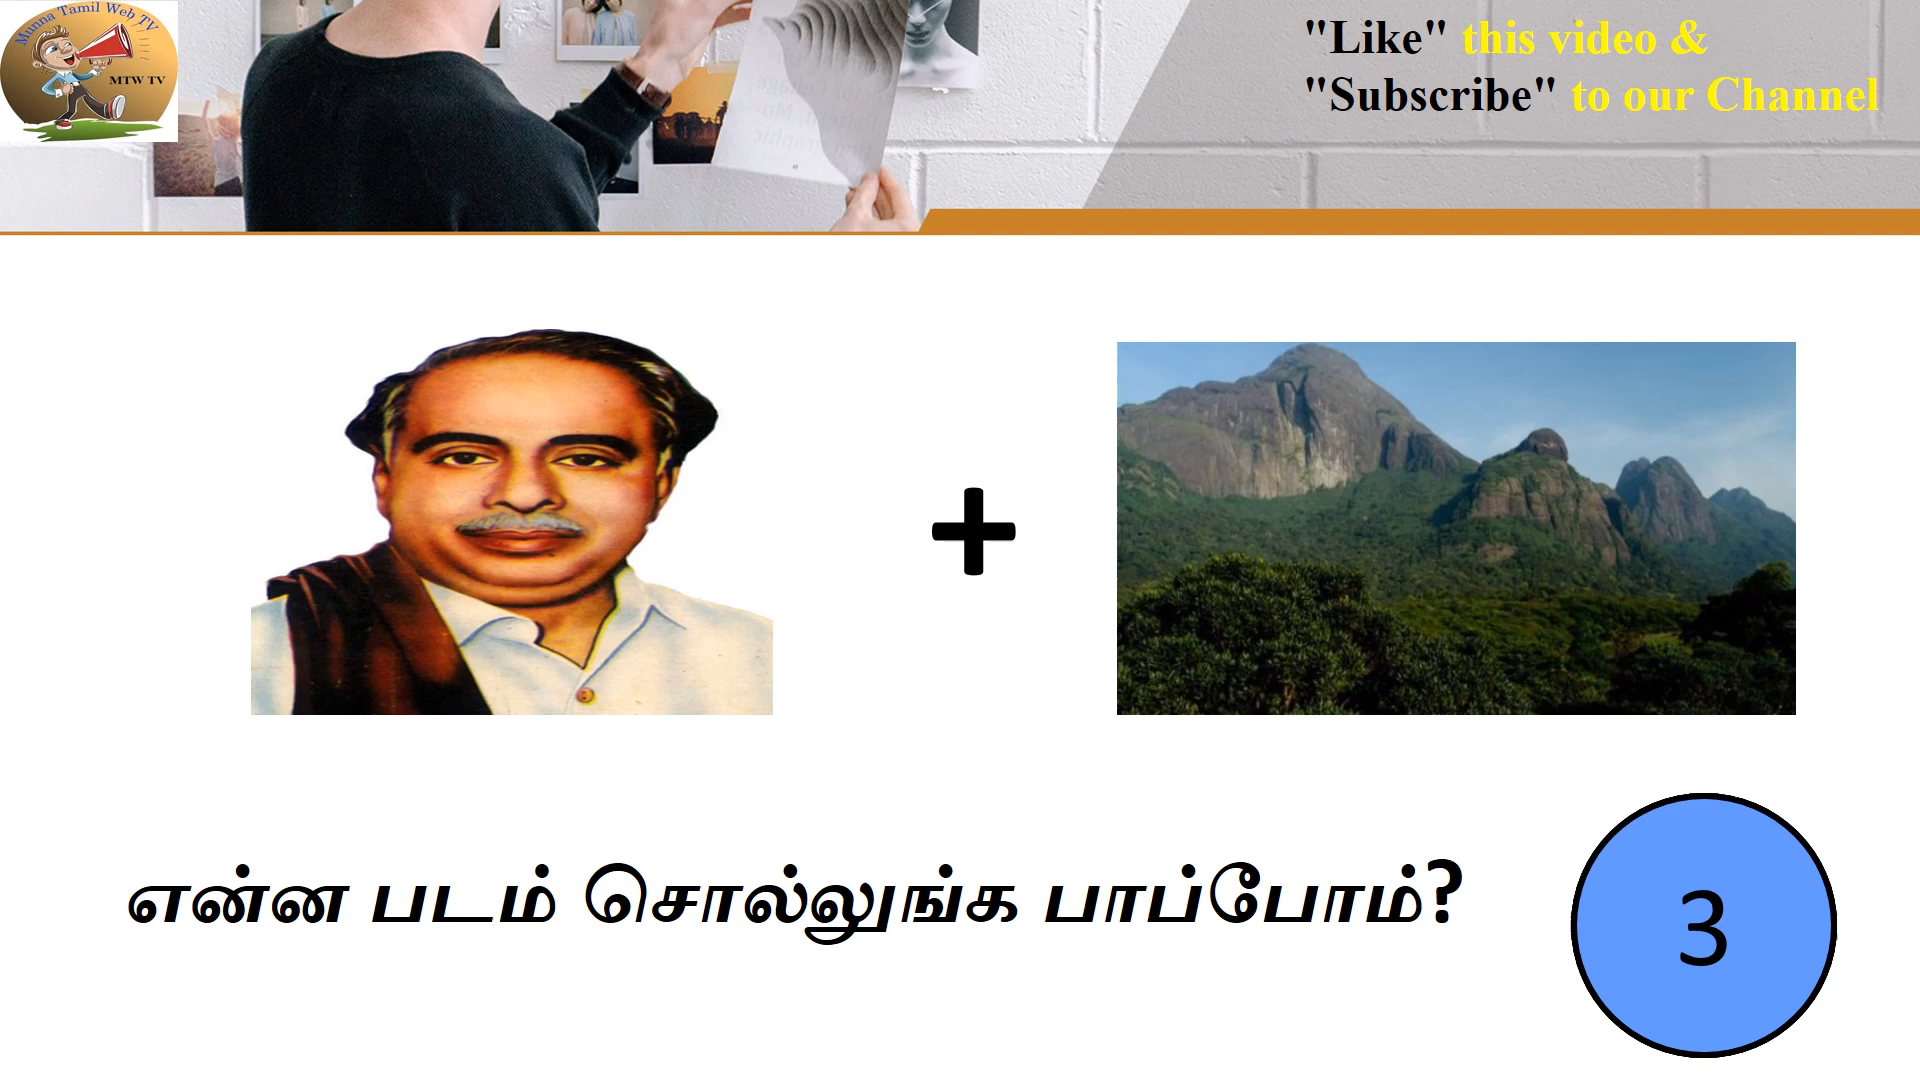 Munna Tamil Web TV
MTW TV
"Like" this video &
"Subscribe" to our Channel
+
என்ன படம் சொல்லுங்க பாப்போம்?
3